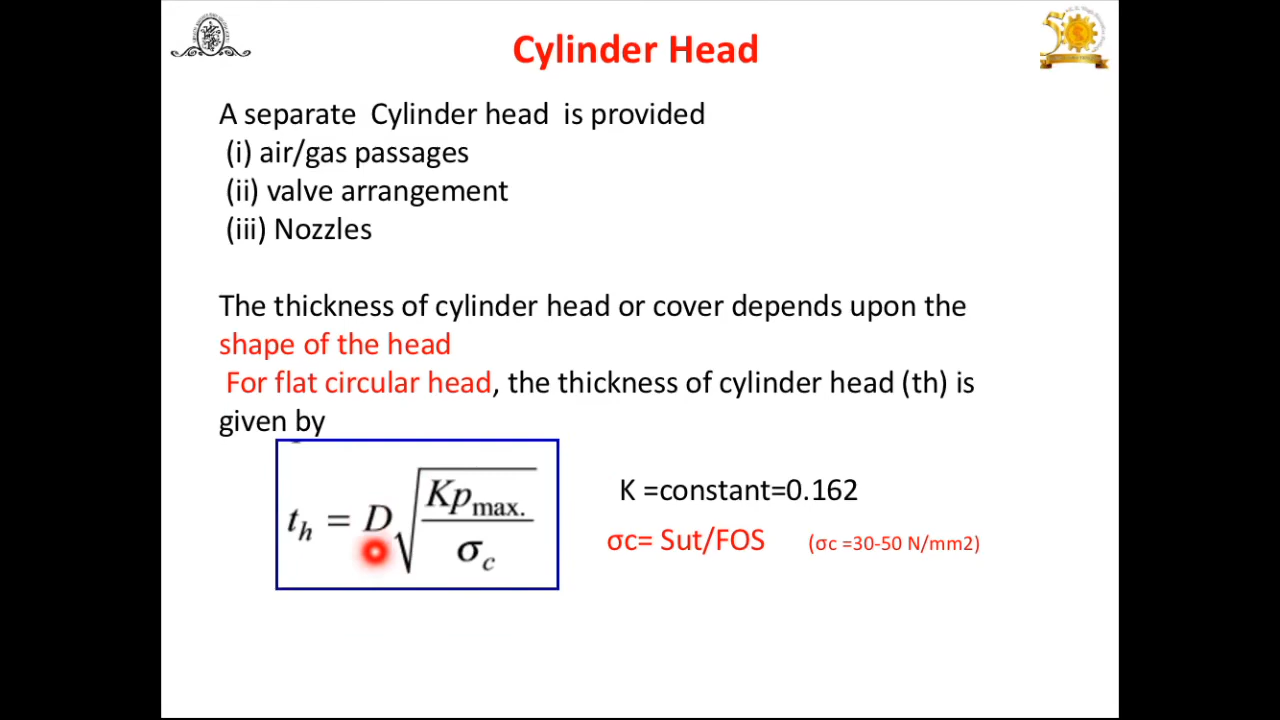 Cylinder Head
A separate Cylinder head is provided
(i) air/gas passages
(ii) valve arrangement
(iii) Nozzles
The thickness of cylinder head or cover depends upon the
shape of the head
For flat circular head, the thickness of cylinder head (th) is
given by
t_h = D√(Kp_max. / σ_c)
K =constant=0.162
σc= Sut/FOS (σc =30-50 N/mm2)